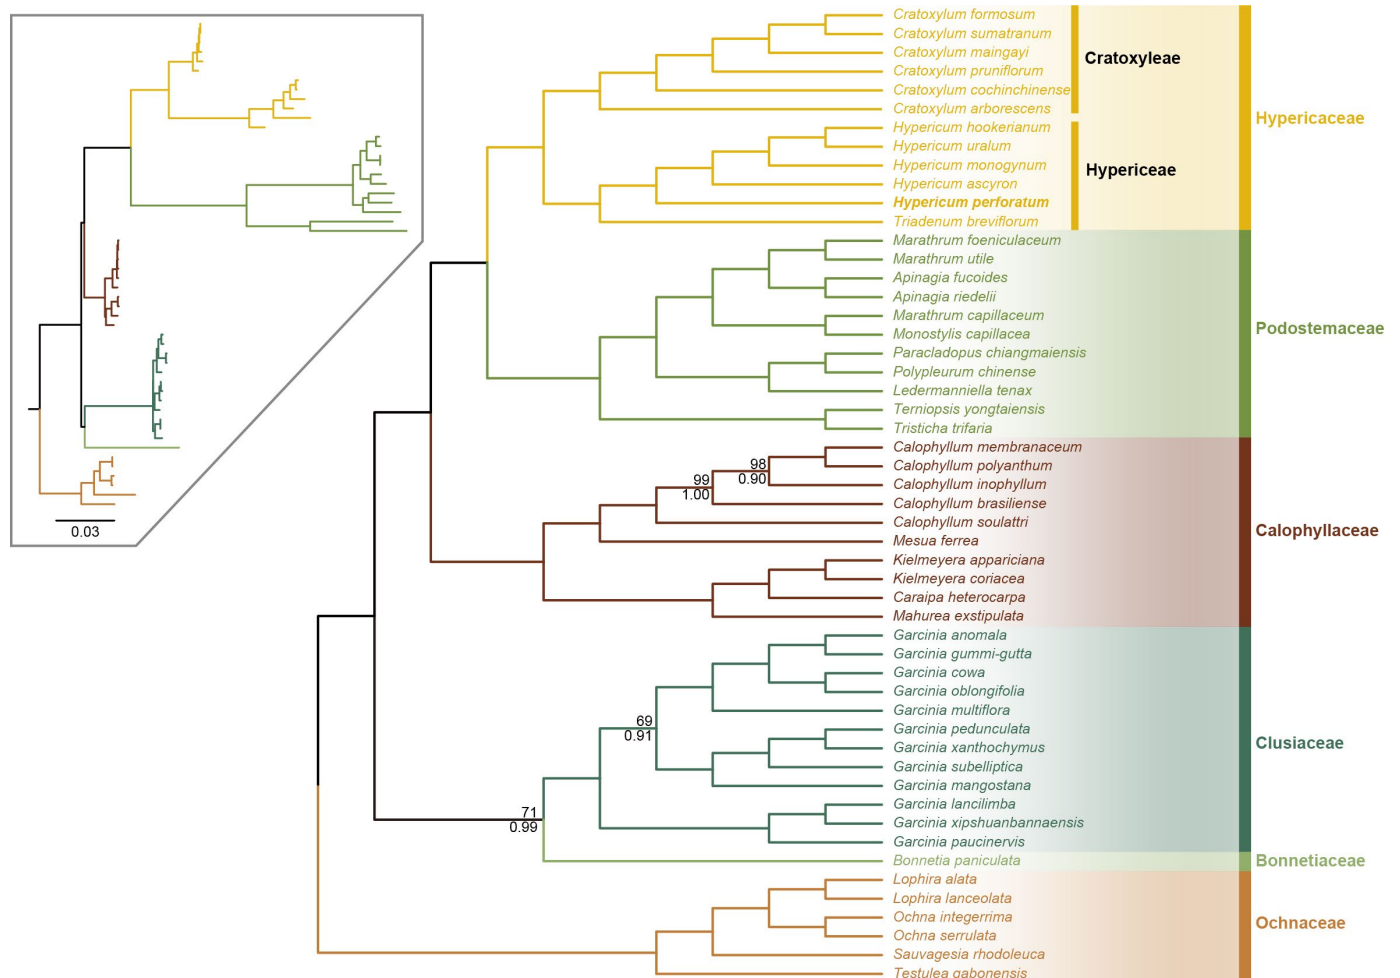 Cratoxylum formosum
Cratoxylum sumatranum
Cratoxylum maingayi
Cratoxylum pruniflorum
Cratoxylum cochinchinense
Cratoxylum arborescens
Cratoxyleae
Hypericum hookerianum
Hypericum uralum
Hypericum monogynum
Hypericum ascyron
Hypericum perforatum
Triadenum breviflorum
Hypericeae
Hypericaceae
Marathrum foeniculaceum
Marathrum utile
Apinagia fucoides
Apinagia riedelii
Marathrum capillaceum
Monostylis capillacea
Paracladopus chiangmaiensis
Polypleurum chinense
Ledermanniella tenax
Terniopsis yongtaiensis
Tristicha trifaria
Podostemaceae
Calophyllum membranaceum
Calophyllum polyanthum
Calophyllum inophyllum
Calophyllum brasiliense
Calophyllum soulattri
Mesua ferrea
Kielmeyera appariciana
Kielmeyera coriacea
Caraipa heterocarpa
Mahurea exstipulata
98
0.90
99
1.00
Calophyllaceae
0.03
Garcinia anomala
Garcinia gummi-gutta
Garcinia cowa
Garcinia oblongifolia
Garcinia multiflora
Garcinia pedunculata
Garcinia xanthochymus
Garcinia subelliptica
Garcinia mangostana
Garcinia lancilimba
Garcinia xipshuanbannaensis
Garcinia paucinervis
69
0.91
71
0.99
Clusiaceae
Bonnetia paniculata
Bonnetiaceae
Lophira alata
Lophira lanceolata
Ochna integerrima
Ochna serrulata
Sauvagesia rhodoleuca
Testulea gabonensis
Ochnaceae